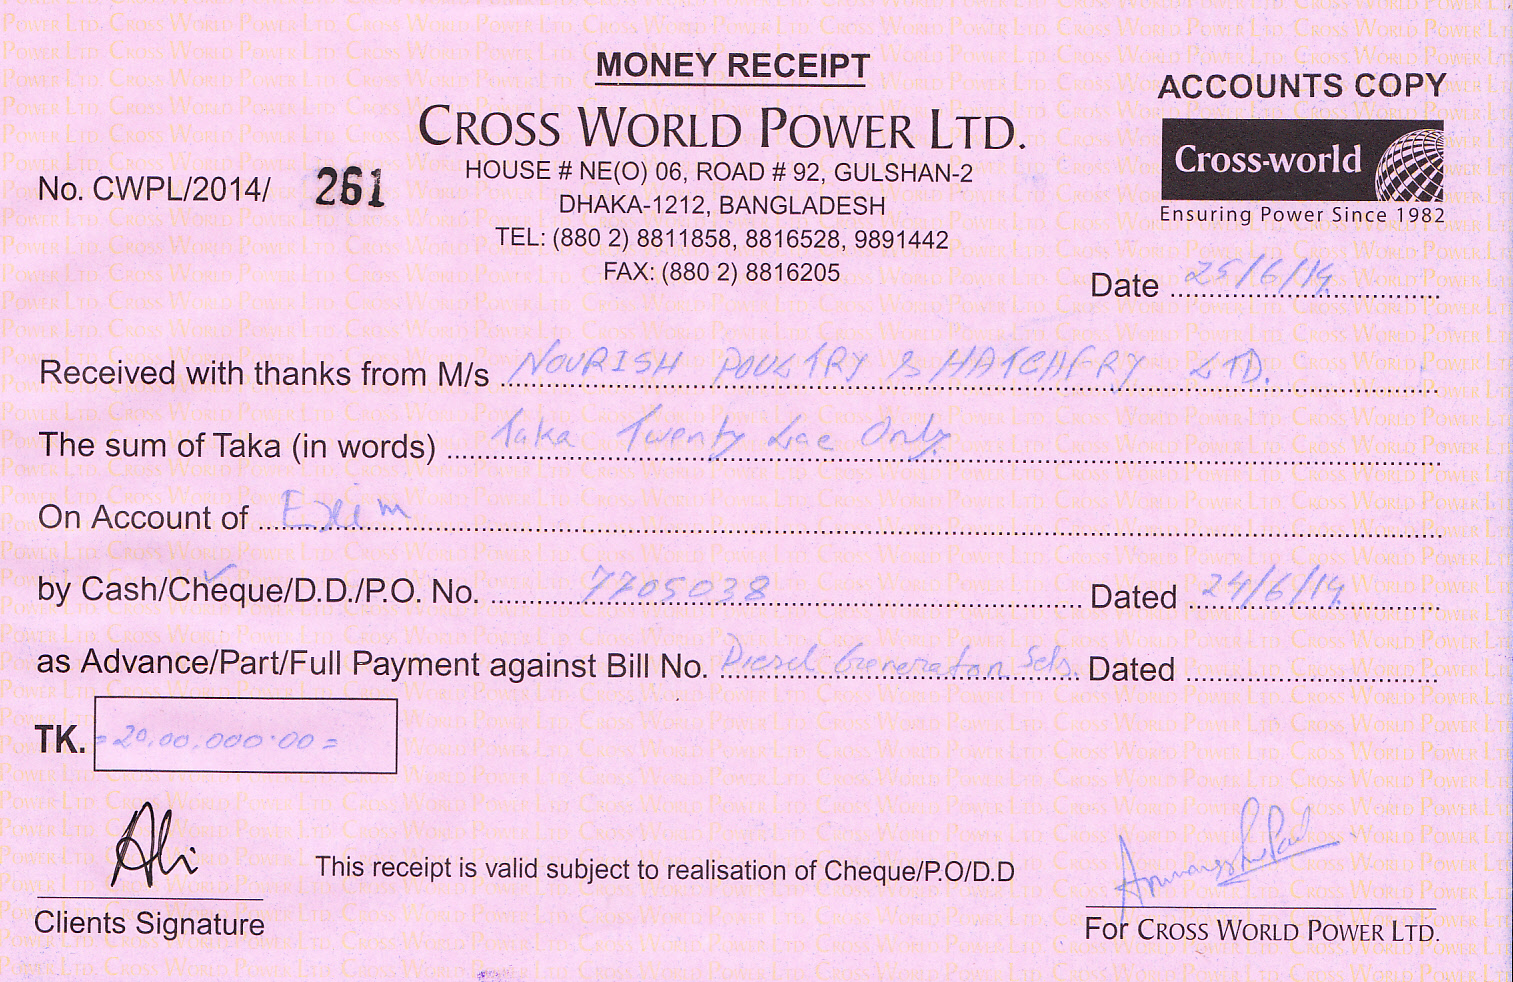 MONEY RECEIPT
ACCOUNTS COPY
CROSS WORLD POWER LTD.
Cross-world
Ensuring Power Since 1982
HOUSE # NE(O) 06, ROAD # 92, GULSHAN-2
No. CWPL/2014/ 261
DHAKA-1212, BANGLADESH
TEL: (880 2) 8811858, 8816528, 9891442
FAX: (880 2) 8816205
Date 25/6/14
Received with thanks from M/s NOURISH POULTRY & HATCHERY LTD.
The sum of Taka (in words) Taka Twenty Lac Only.
On Account of Exim
by Cash/Cheque/D.D./P.O. No. 7705038 Dated 24/6/14
as Advance/Part/Full Payment against Bill No. Diesel Generator Sets. Dated
TK. =20,00,000.00=
Ali
This receipt is valid subject to realisation of Cheque/P.O/D.D
Clients Signature
For CROSS WORLD POWER LTD.